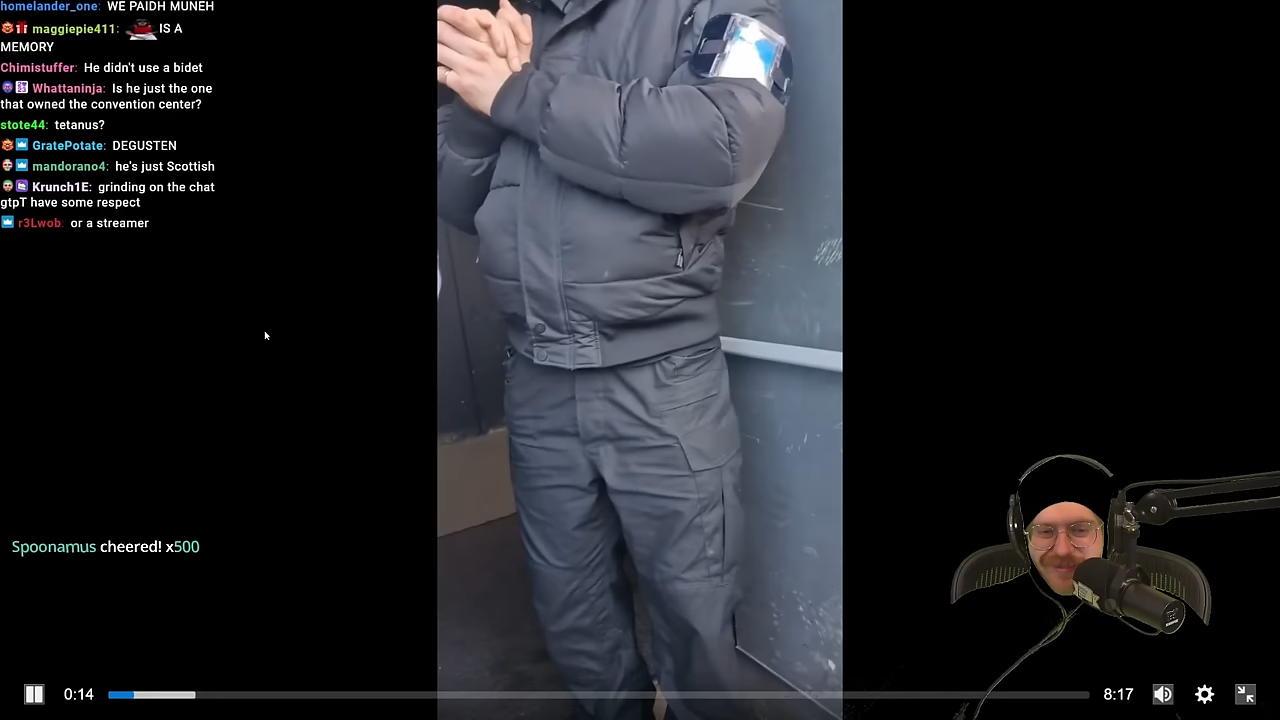 homelander_one: WE PAIDH MUNEH
maggiepie411: IS A
MEMORY
Chimistuffer: He didn't use a bidet
Whattaninja: Is he just the one
that owned the convention center?
stote44: tetanus?
GratePotate: DEGUSTEN
mandorano4: he's just Scottish
Krunch1E: grinding on the chat
gtpT have some respect
r3Lwob: or a streamer
Spoonamus cheered! x500
0:14
8:17